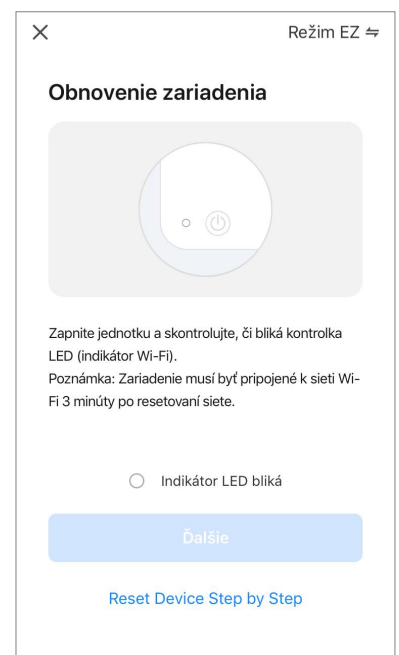 Režim EZ
Obnovenie zariadenia
Zapnite jednotku a skontrolujte, či bliká kontrolka
LED (indikátor Wi-Fi).
Poznámka: Zariadenie musí byť pripojené k sieti Wi-
Fi 3 minúty po resetovaní siete.
Indikátor LED bliká
Ďalšie
Reset Device Step by Step